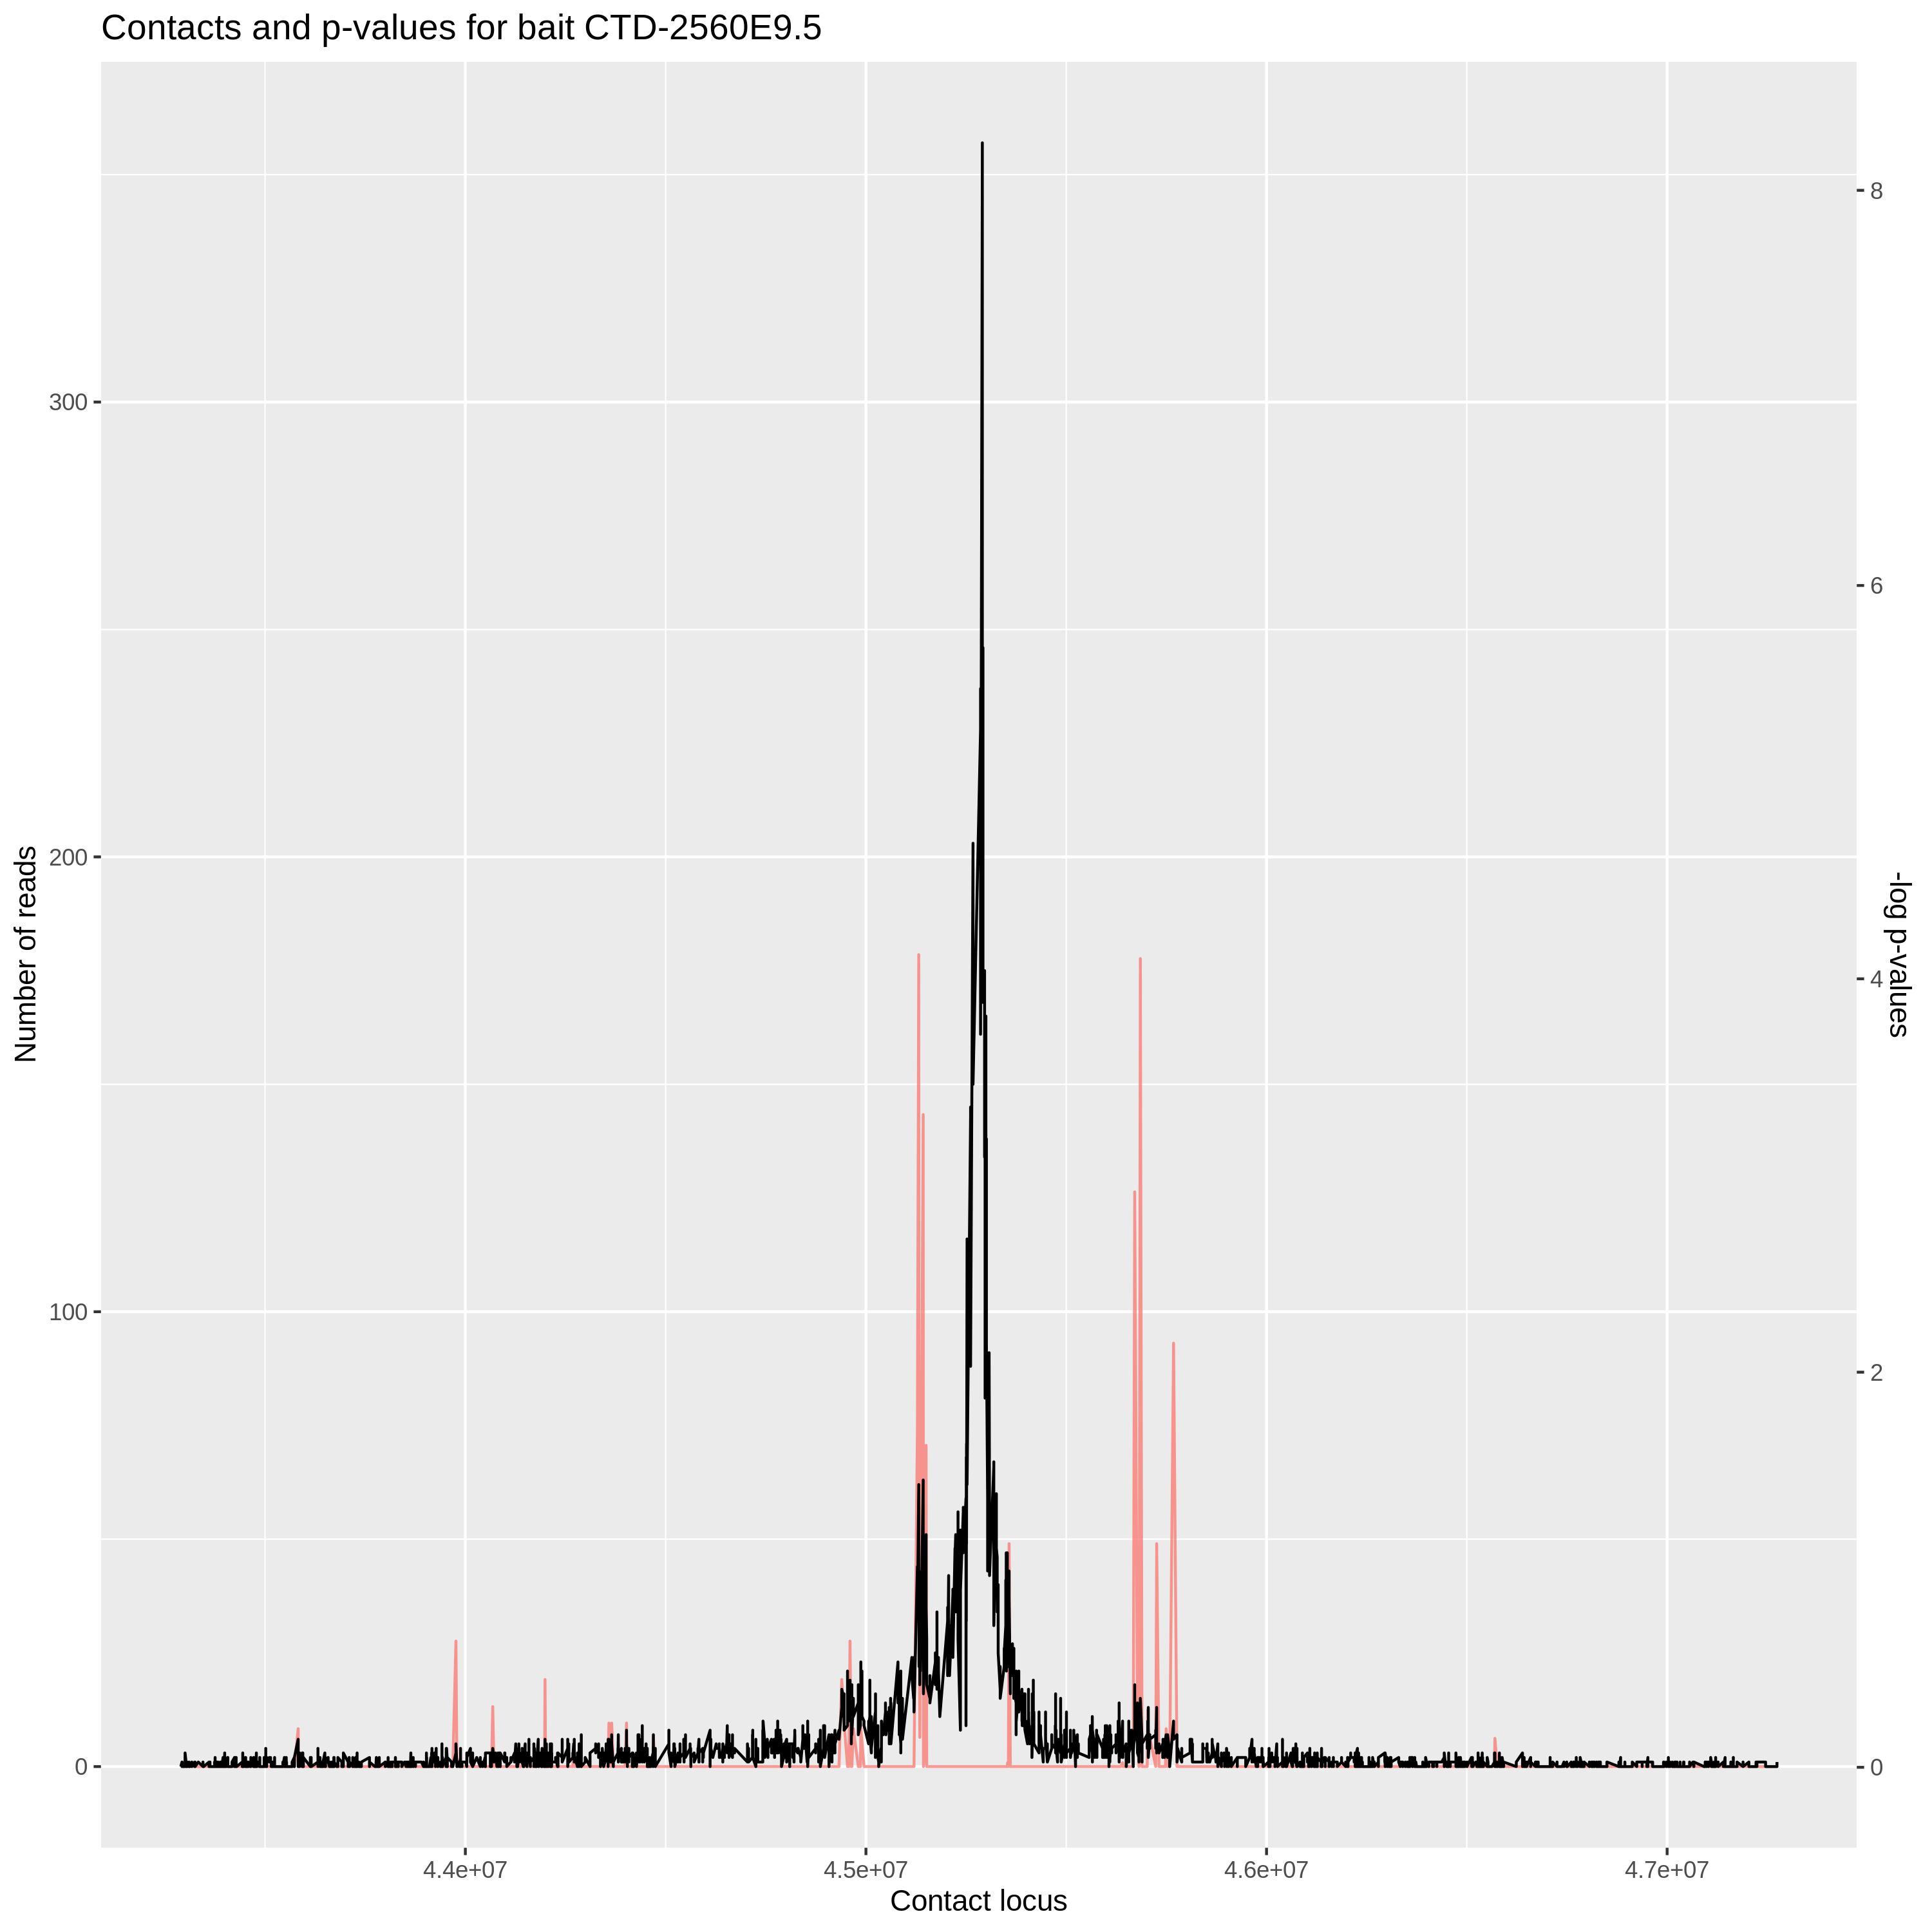 Contacts and p-values for bait CTD-2560E9.5
300
200
100
0
Number of reads
8
6
4
2
0
-log p-values
4.4e+07 4.5e+07 4.6e+07 4.7e+07
Contact locus